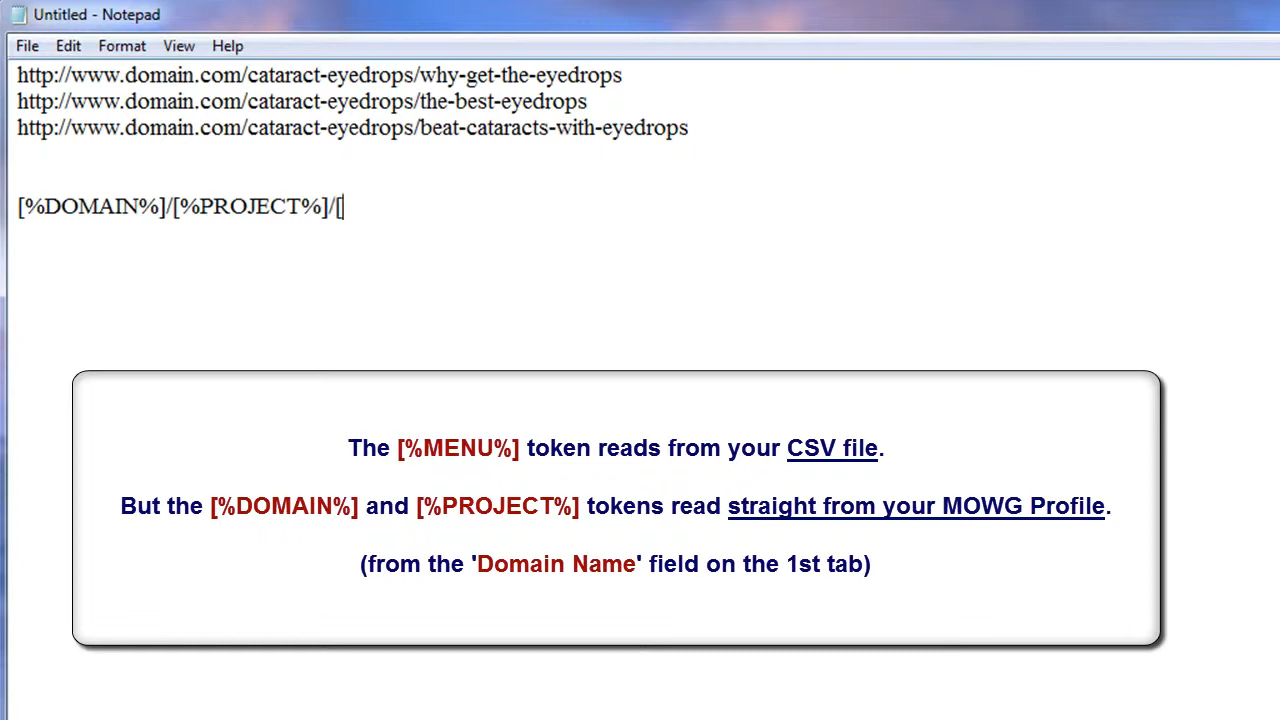 Untitled - Notepad
File Edit Format View Help
http://www.domain.com/cataract-eyedrops/why-get-the-eyedrops
http://www.domain.com/cataract-eyedrops/the-best-eyedrops
http://www.domain.com/cataract-eyedrops/beat-cataracts-with-eyedrops
[%DOMAIN%]/[%PROJECT%]/[
The [%MENU%] token reads from your CSV file.
But the [%DOMAIN%] and [%PROJECT%] tokens read straight from your MOWG Profile.
(from the 'Domain Name' field on the 1st tab)